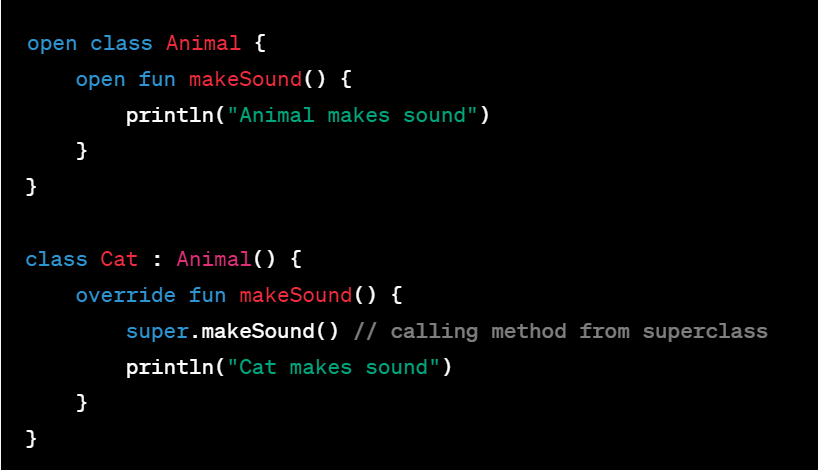 open class Animal {
    open fun makeSound() {
        println("Animal makes sound")
    }
}

class Cat : Animal() {
    override fun makeSound() {
        super.makeSound() // calling method from superclass
        println("Cat makes sound")
    }
}